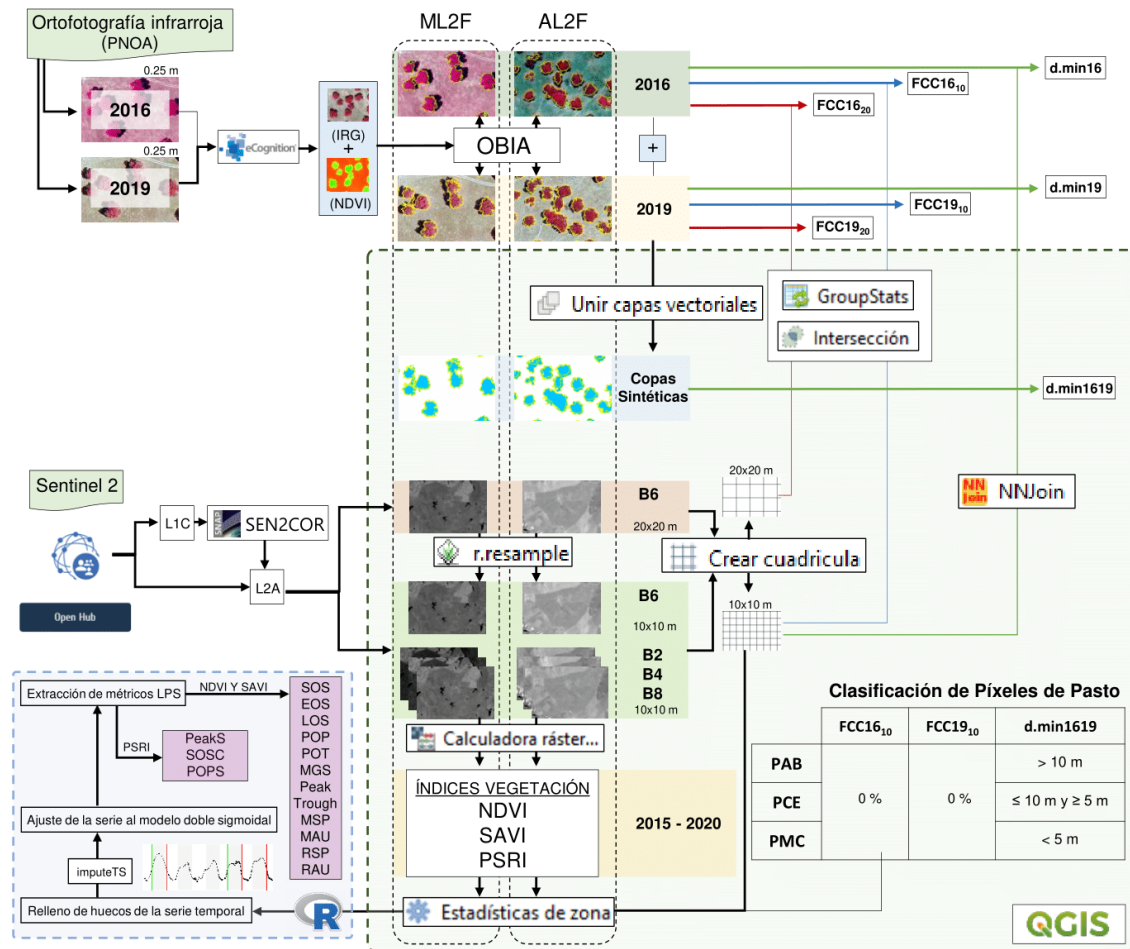 Ortofotografía infrarroja
(PNOA)
0.25 m
2016
0.25 m
2019
eCognition
(IRG)
+
(NDVI)
ML2F
AL2F
OBIA
2016
+
2019
d.min16
FCC16₁₀
FCC16₂₀
d.min19
FCC19₁₀
FCC19₂₀
Unir capas vectoriales
GroupStats
Intersección
Copas
Sintéticas
d.min1619
Sentinel 2
L1C
SNAP
SEN2COR
L2A
Open Hub
B6
20x20 m
r.resample
B6
10x10 m
B2
B4
B8
10x10 m
20x20 m
Crear cuadricula
10x10 m
NN
Join
NNJoin
Calculadora ráster...
ÍNDICES VEGETACIÓN
NDVI
SAVI
PSRI
2015 - 2020
Estadísticas de zona
Extracción de métricos LPS
NDVI Y SAVI
PSRI
PeakS
SOSC
POPS
SOS
EOS
LOS
POP
POT
MGS
Peak
Trough
MSP
MAU
RSP
RAU
Ajuste de la serie al modelo doble sigmoidal
imputeTS
Relleno de huecos de la serie temporal
R
Clasificación de Píxeles de Pasto
FCC16₁₀ FCC19₁₀ d.min1619
PAB > 10 m
PCE 0 % 0 % ≤ 10 m y ≥ 5 m
PMC < 5 m
QGIS